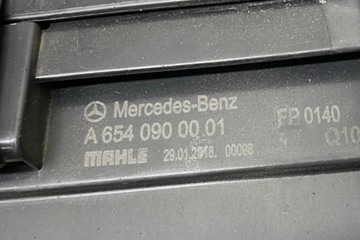 Mercedes-Benz
A 654 090 00 01
MAHLE 29.01.2018. 00098
FP 0140
Q10